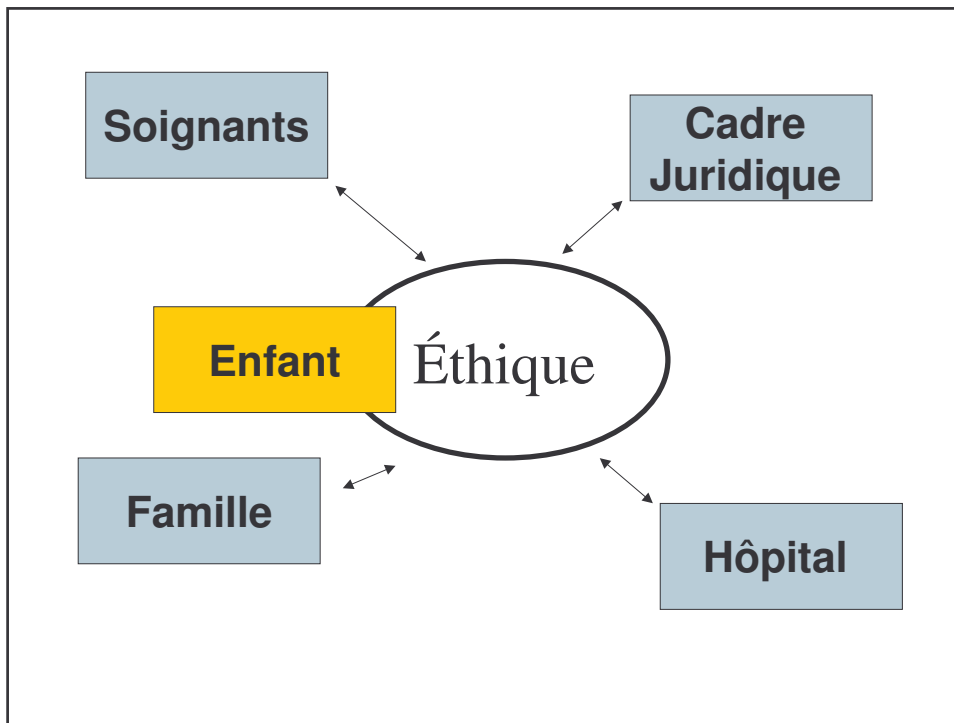 Soignants
Cadre
Juridique
Enfant
Éthique
Famille
Hôpital